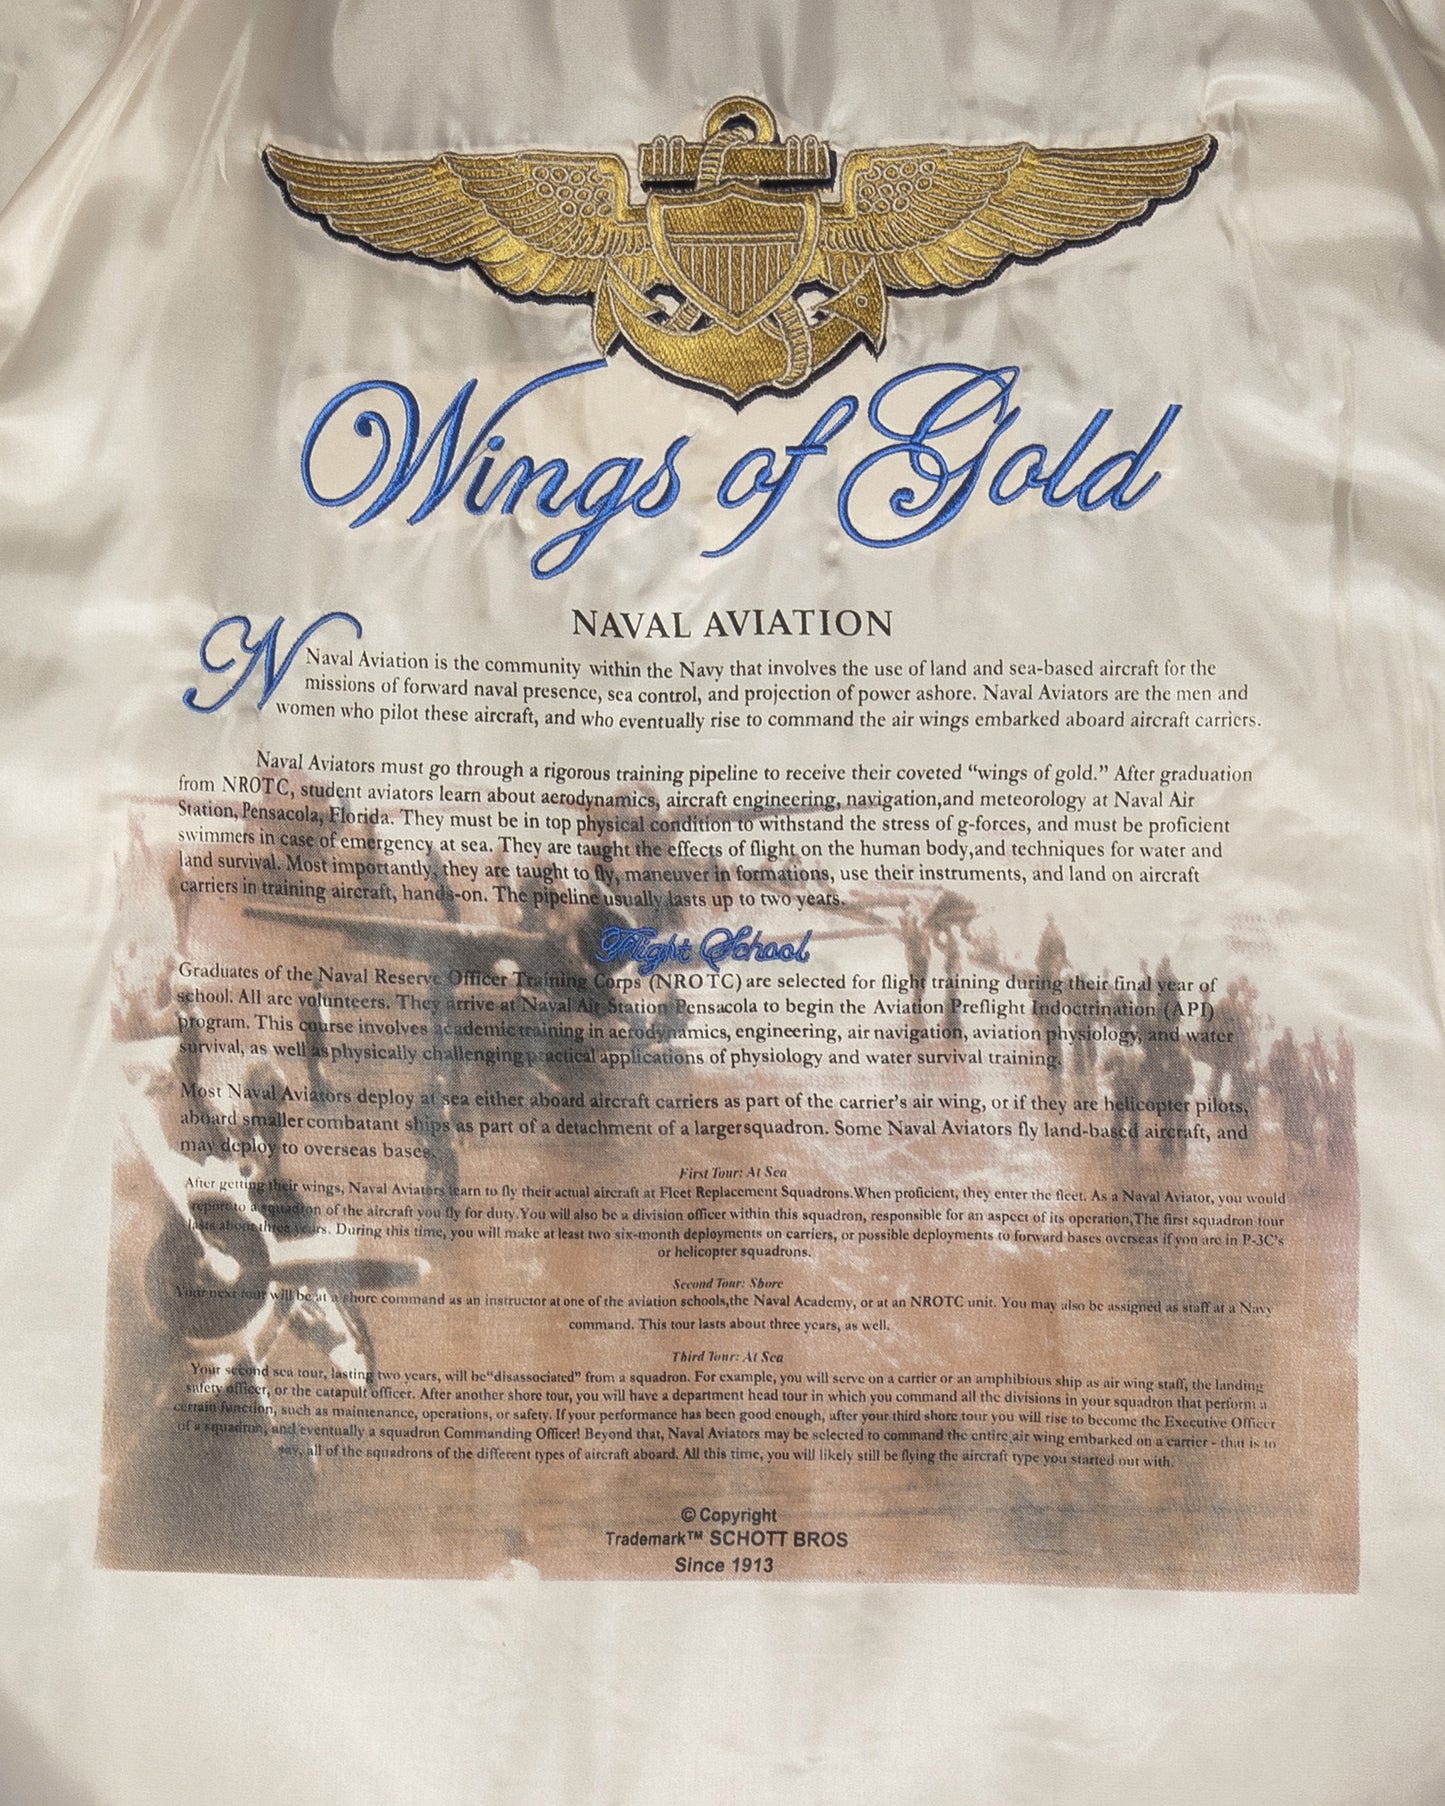 Wings of Gold
NAVAL AVIATION
N Naval Aviation is the community within the Navy that involves the use of land and sea-based aircraft for the
missions of forward naval presence, sea control, and projection of power ashore. Naval Aviators are the men and
women who pilot these aircraft, and who eventually rise to command the air wings embarked aboard aircraft carriers.
Naval Aviators must go through a rigorous training pipeline to receive their coveted “wings of gold.” After graduation
from NROTC, student aviators learn about aerodynamics, aircraft engineering, navigation,and meteorology at Naval Air
Station, Pensacola, Florida. They must be in top physical condition to withstand the stress of g-forces, and must be proficient
swimmers in case of emergency at sea. They are taught the effects of flight on the human body,and techniques for water and
land survival. Most importantly, they are taught to fly, maneuver in formations, use their instruments, and land on aircraft
carriers in training aircraft, hands-on. The pipeline usually lasts up to two years.
Flight School
Graduates of the Naval Reserve Officer Training Corps (NROTC) are selected for flight training during their final year of
school. All are volunteers. They arrive at Naval Air Station Pensacola to begin the Aviation Preflight Indoctrination (API)
program. This course involves academic training in aerodynamics, engineering, air navigation, aviation physiology, and water
survival, as well as physically challenging practical applications of physiology and water survival training.
Most Naval Aviators deploy at sea either aboard aircraft carriers as part of the carrier's air wing, or if they are helicopter pilots,
aboard smaller combatant ships as part of a detachment of a larger squadron. Some Naval Aviators fly land-based aircraft, and
may deploy to overseas bases.
First Tour: At Sea
After getting their wings, Naval Aviators learn to fly their actual aircraft at Fleet Replacement Squadrons.When proficient, they enter the fleet. As a Naval Aviator, you would
report to a squadron of the aircraft you fly for duty.You will also be a division officer within this squadron, responsible for an aspect of its operation,The first squadron tour
lasts about three years. During this time, you will make at least two six-month deployments on carriers, or possible deployments to forward bases overseas if you are in P-3C's
or helicopter squadrons.
Second Tour: Shore
Your next tour will be at a shore command as an instructor at one of the aviation schools,the Naval Academy, or at an NROTC unit. You may also be assigned as staff at a Navy
command. This tour lasts about three years, as well.
Third Tour: At Sea
Your second sea tour, lasting two years, will be“disassociated” from a squadron. For example, you will serve on a carrier or an amphibious ship as air wing staff, the landing
safety officer, or the catapult officer. After another shore tour, you will have a department head tour in which you command all the divisions in your squadron that perform a
certain function, such as maintenance, operations, or safety. If your performance has been good enough, after your third shore tour you will rise to become the Executive Officer
of a squadron, and eventually a squadron Commanding Officer! Beyond that, Naval Aviators may be selected to command the entire air wing embarked on a carrier - that is to
say, all of the squadrons of the different types of aircraft aboard. All this time, you will likely still be flying the aircraft type you started out with.
© Copyright
Trademark™ SCHOTT BROS
Since 1913